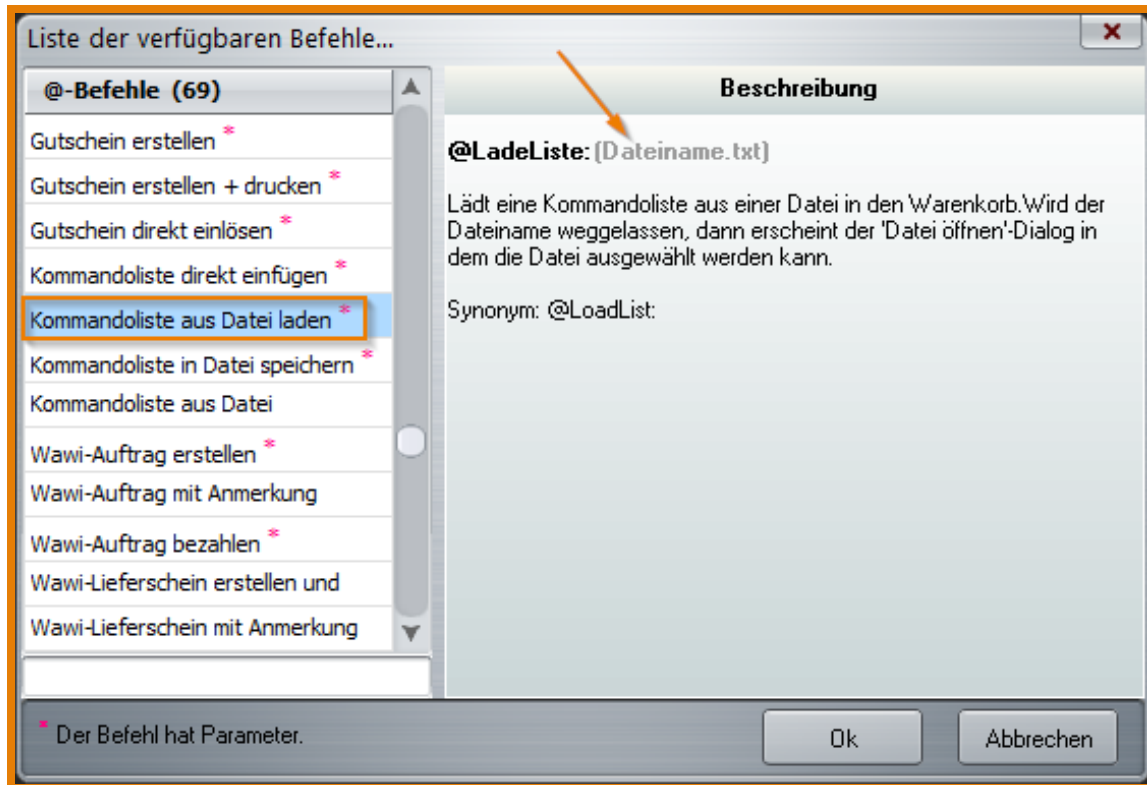 Liste der verfügbaren Befehle...
@-Befehle (69)
Gutschein erstellen *
Gutschein erstellen + drucken *
Gutschein direkt einlösen *
Kommandoliste direkt einfügen *
Kommandoliste aus Datei laden *
Kommandoliste in Datei speichern *
Kommandoliste aus Datei
Wawi-Auftrag erstellen *
Wawi-Auftrag mit Anmerkung
Wawi-Auftrag bezahlen *
Wawi-Lieferschein erstellen und
Wawi-Lieferschein mit Anmerkung
Beschreibung
@LadeListe: (Dateiname.txt)
Lädt eine Kommandoliste aus einer Datei in den Warenkorb.Wird der
Dateiname weggelassen, dann erscheint der 'Datei öffnen'-Dialog in
dem die Datei ausgewählt werden kann.
Synonym: @LoadList:
* Der Befehl hat Parameter.
Ok
Abbrechen